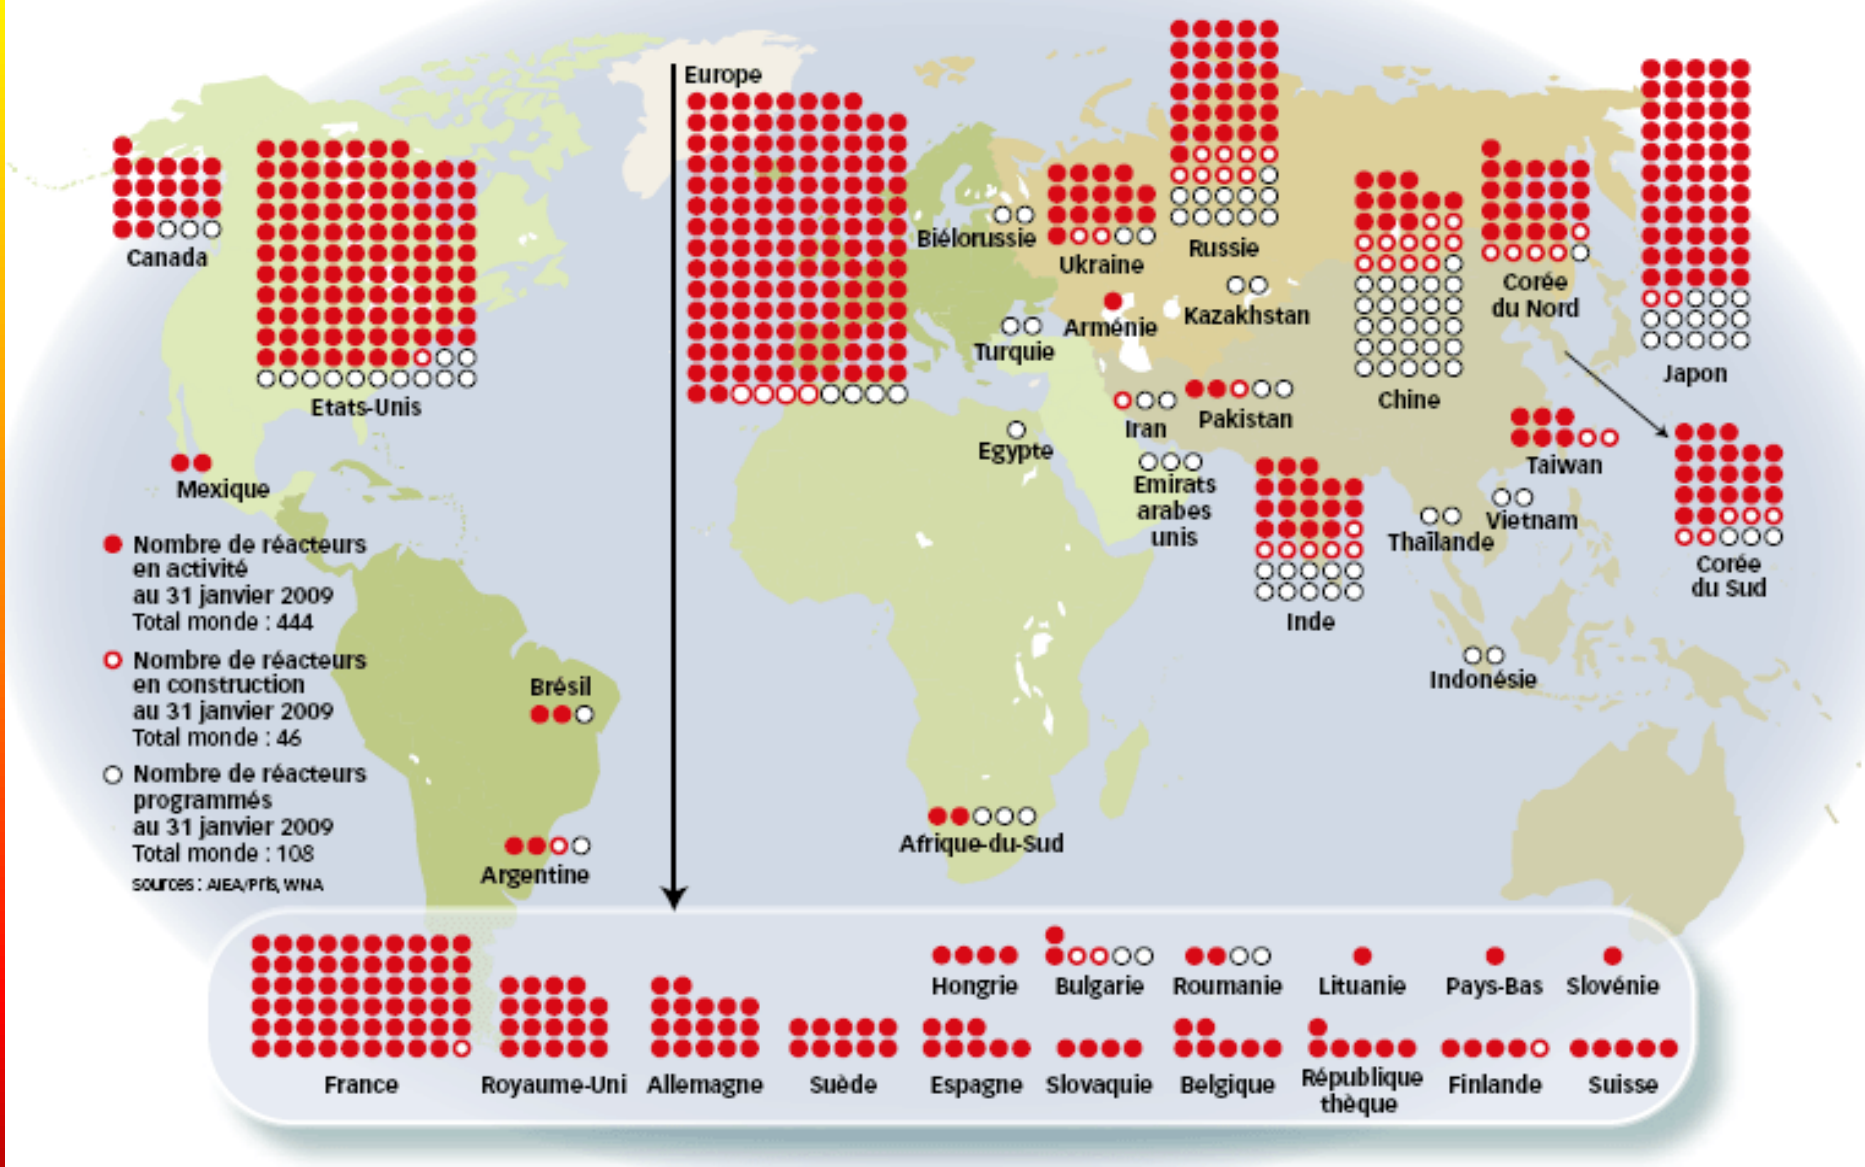 Europe
Canada
Etats-Unis
Mexique
Biélorussie
Ukraine
Russie
Arménie
Kazakhstan
Turquie
Iran
Pakistan
Egypte
Emirats
arabes
unis
Chine
Corée
du Nord
Japon
Taiwan
Vietnam
Thaïlande
Corée
du Sud
Inde
Indonésie
Nombre de réacteurs
en activité
au 31 janvier 2009
Total monde : 444
Nombre de réacteurs
en construction
au 31 janvier 2009
Total monde : 46
Nombre de réacteurs
programmés
au 31 janvier 2009
Total monde : 108
Sources : AIEA/Pris, WNA
Brésil
Argentine
Afrique-du-Sud
Hongrie
Bulgarie
Roumanie
Lituanie
Pays-Bas
Slovénie
France
Royaume-Uni
Allemagne
Suède
Espagne
Slovaquie
Belgique
République
thèque
Finlande
Suisse